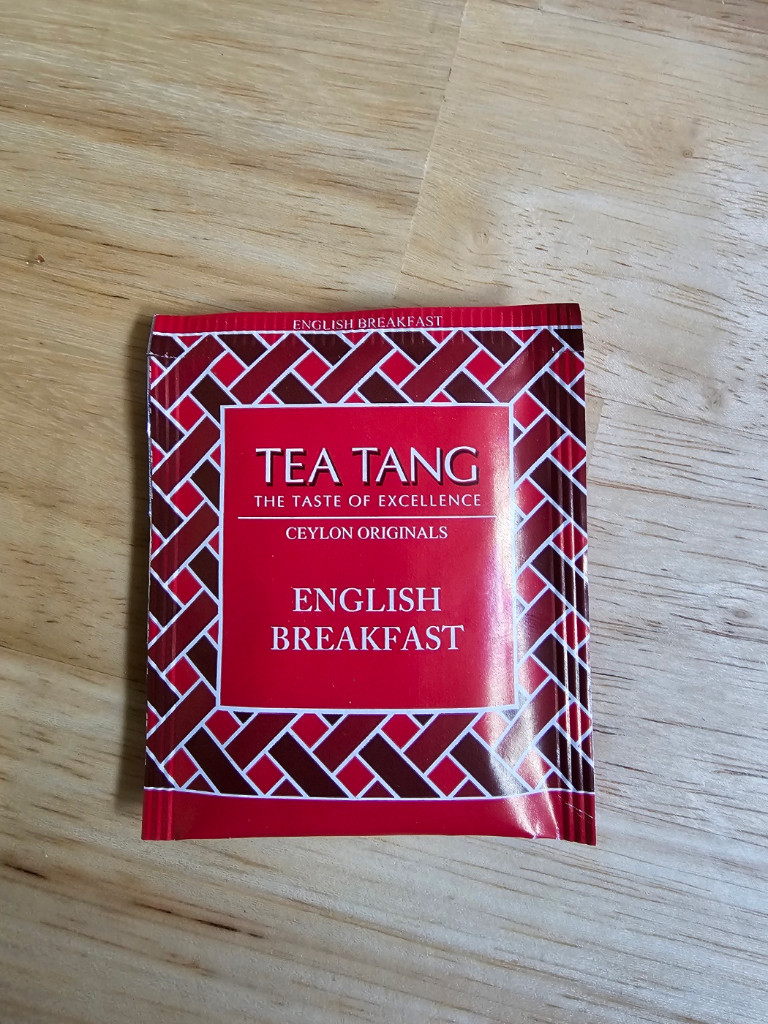 ENGLISH BREAKFAST
TEA TANG
THE TASTE OF EXCELLENCE
CEYLON ORIGINALS
ENGLISH
BREAKFAST